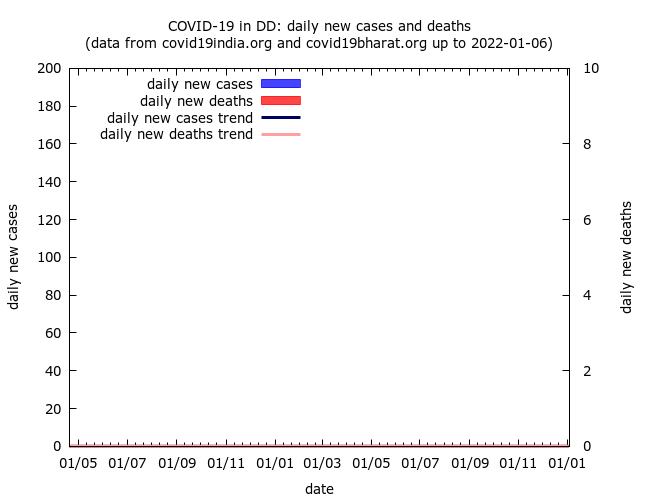 COVID-19 in DD: daily new cases and deaths
(data from covid19india.org and covid19bharat.org up to 2022-01-06)
daily new cases
daily new deaths
daily new cases trend
daily new deaths trend
200
180
160
140
120
100
80
60
40
20
0
daily new cases
10
8
6
4
2
0
daily new deaths
01/05 01/07 01/09 01/11 01/01 01/03 01/05 01/07 01/09 01/11 01/01
date